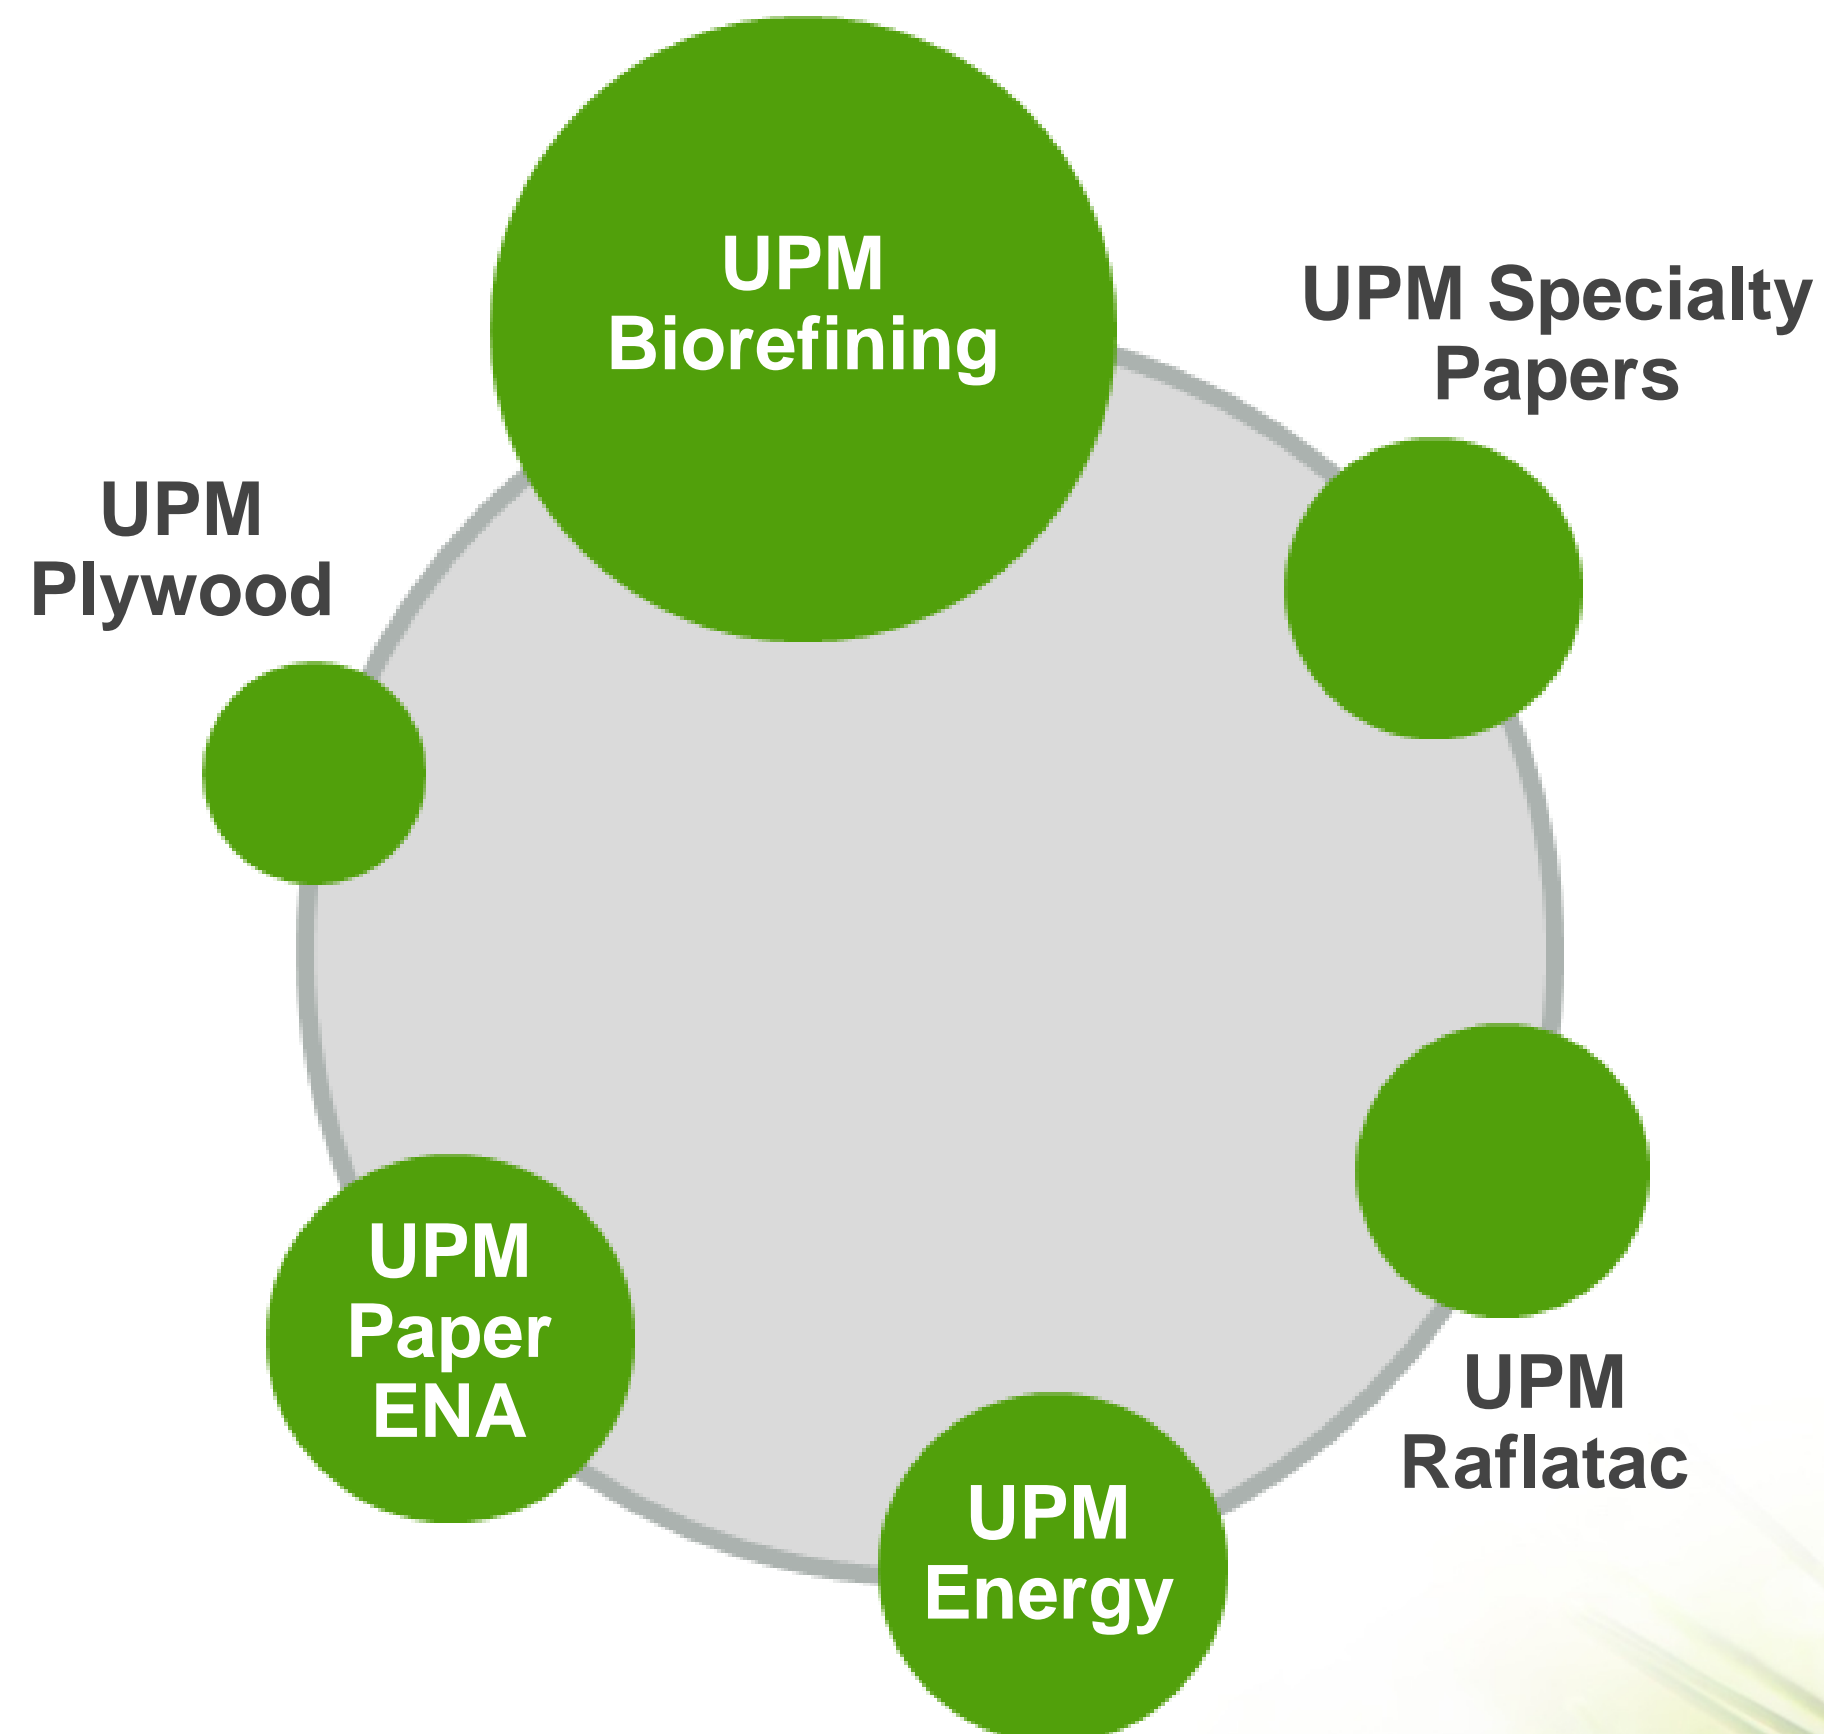 UPM
Biorefining
UPM Specialty
Papers
UPM
Plywood
UPM
Paper
ENA
UPM
Raflatac
UPM
Energy